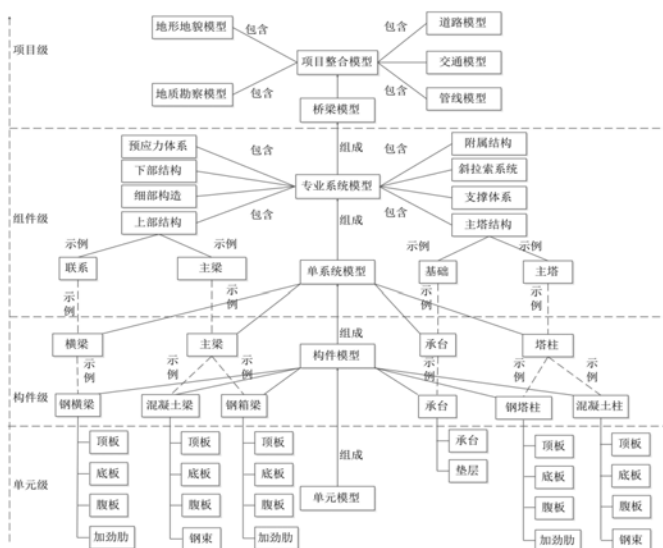 地形地貌模型
包含
包含
道路模型
项目级
项目整合模型
交通模型
地质勘察模型
包含
包含
管线模型
桥梁模型
预应力体系
包含
组成
包含
附属结构
下部结构
斜拉索系统
专业系统模型
细部构造
支撑体系
组件级
上部结构
包含
组成
包含
主塔结构
示例
示例
示例
示例
联系
主梁
单系统模型
基础
主塔
示例
示例
示例
示例
横梁
主梁
组成
承台
塔柱
构件模型
示例
示例
示例
示例
示例
示例
构件级
钢横梁
混凝土梁
钢箱梁
承台
钢塔柱
混凝土柱
顶板
顶板
顶板
承台
顶板
顶板
组成
底板
底板
底板
垫层
底板
底板
单元级
单元模型
腹板
腹板
腹板
腹板
腹板
加劲肋
钢束
加劲肋
加劲肋
钢束